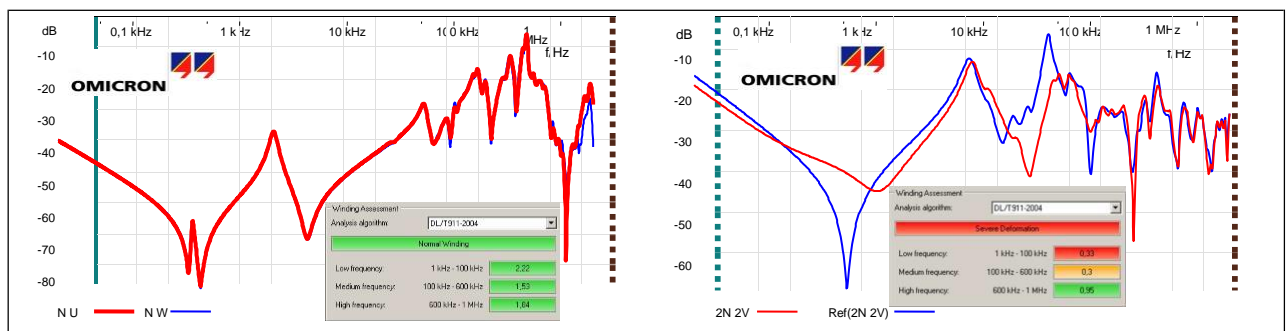 dB
0,1 kHz
1 kHz
10 kHz
100 kHz
1 MHz
f, Hz
-10
-20
-30
-40
-50
-60
-70
-80
OMICRON
Winding Assessment
Analysis algorithm: DL/T911-2004
Normal Winding
Low frequency: 1 kHz - 100 kHz 2,22
Medium frequency: 100 kHz - 600 kHz 1,53
High frequency: 600 kHz - 1 MHz 1,84
N U
N W
dB
0,1 kHz
1 kHz
10 kHz
100 kHz
1 MHz
f, Hz
-10
-20
-30
-40
-50
-60
OMICRON
Winding Assessment
Analysis algorithm: DL/T911-2004
Severe Deformation
Low frequency: 1 kHz - 100 kHz 0,33
Medium frequency: 100 kHz - 600 kHz 0,3
High frequency: 600 kHz - 1 MHz 0,95
2N 2V
Ref(2N 2V)